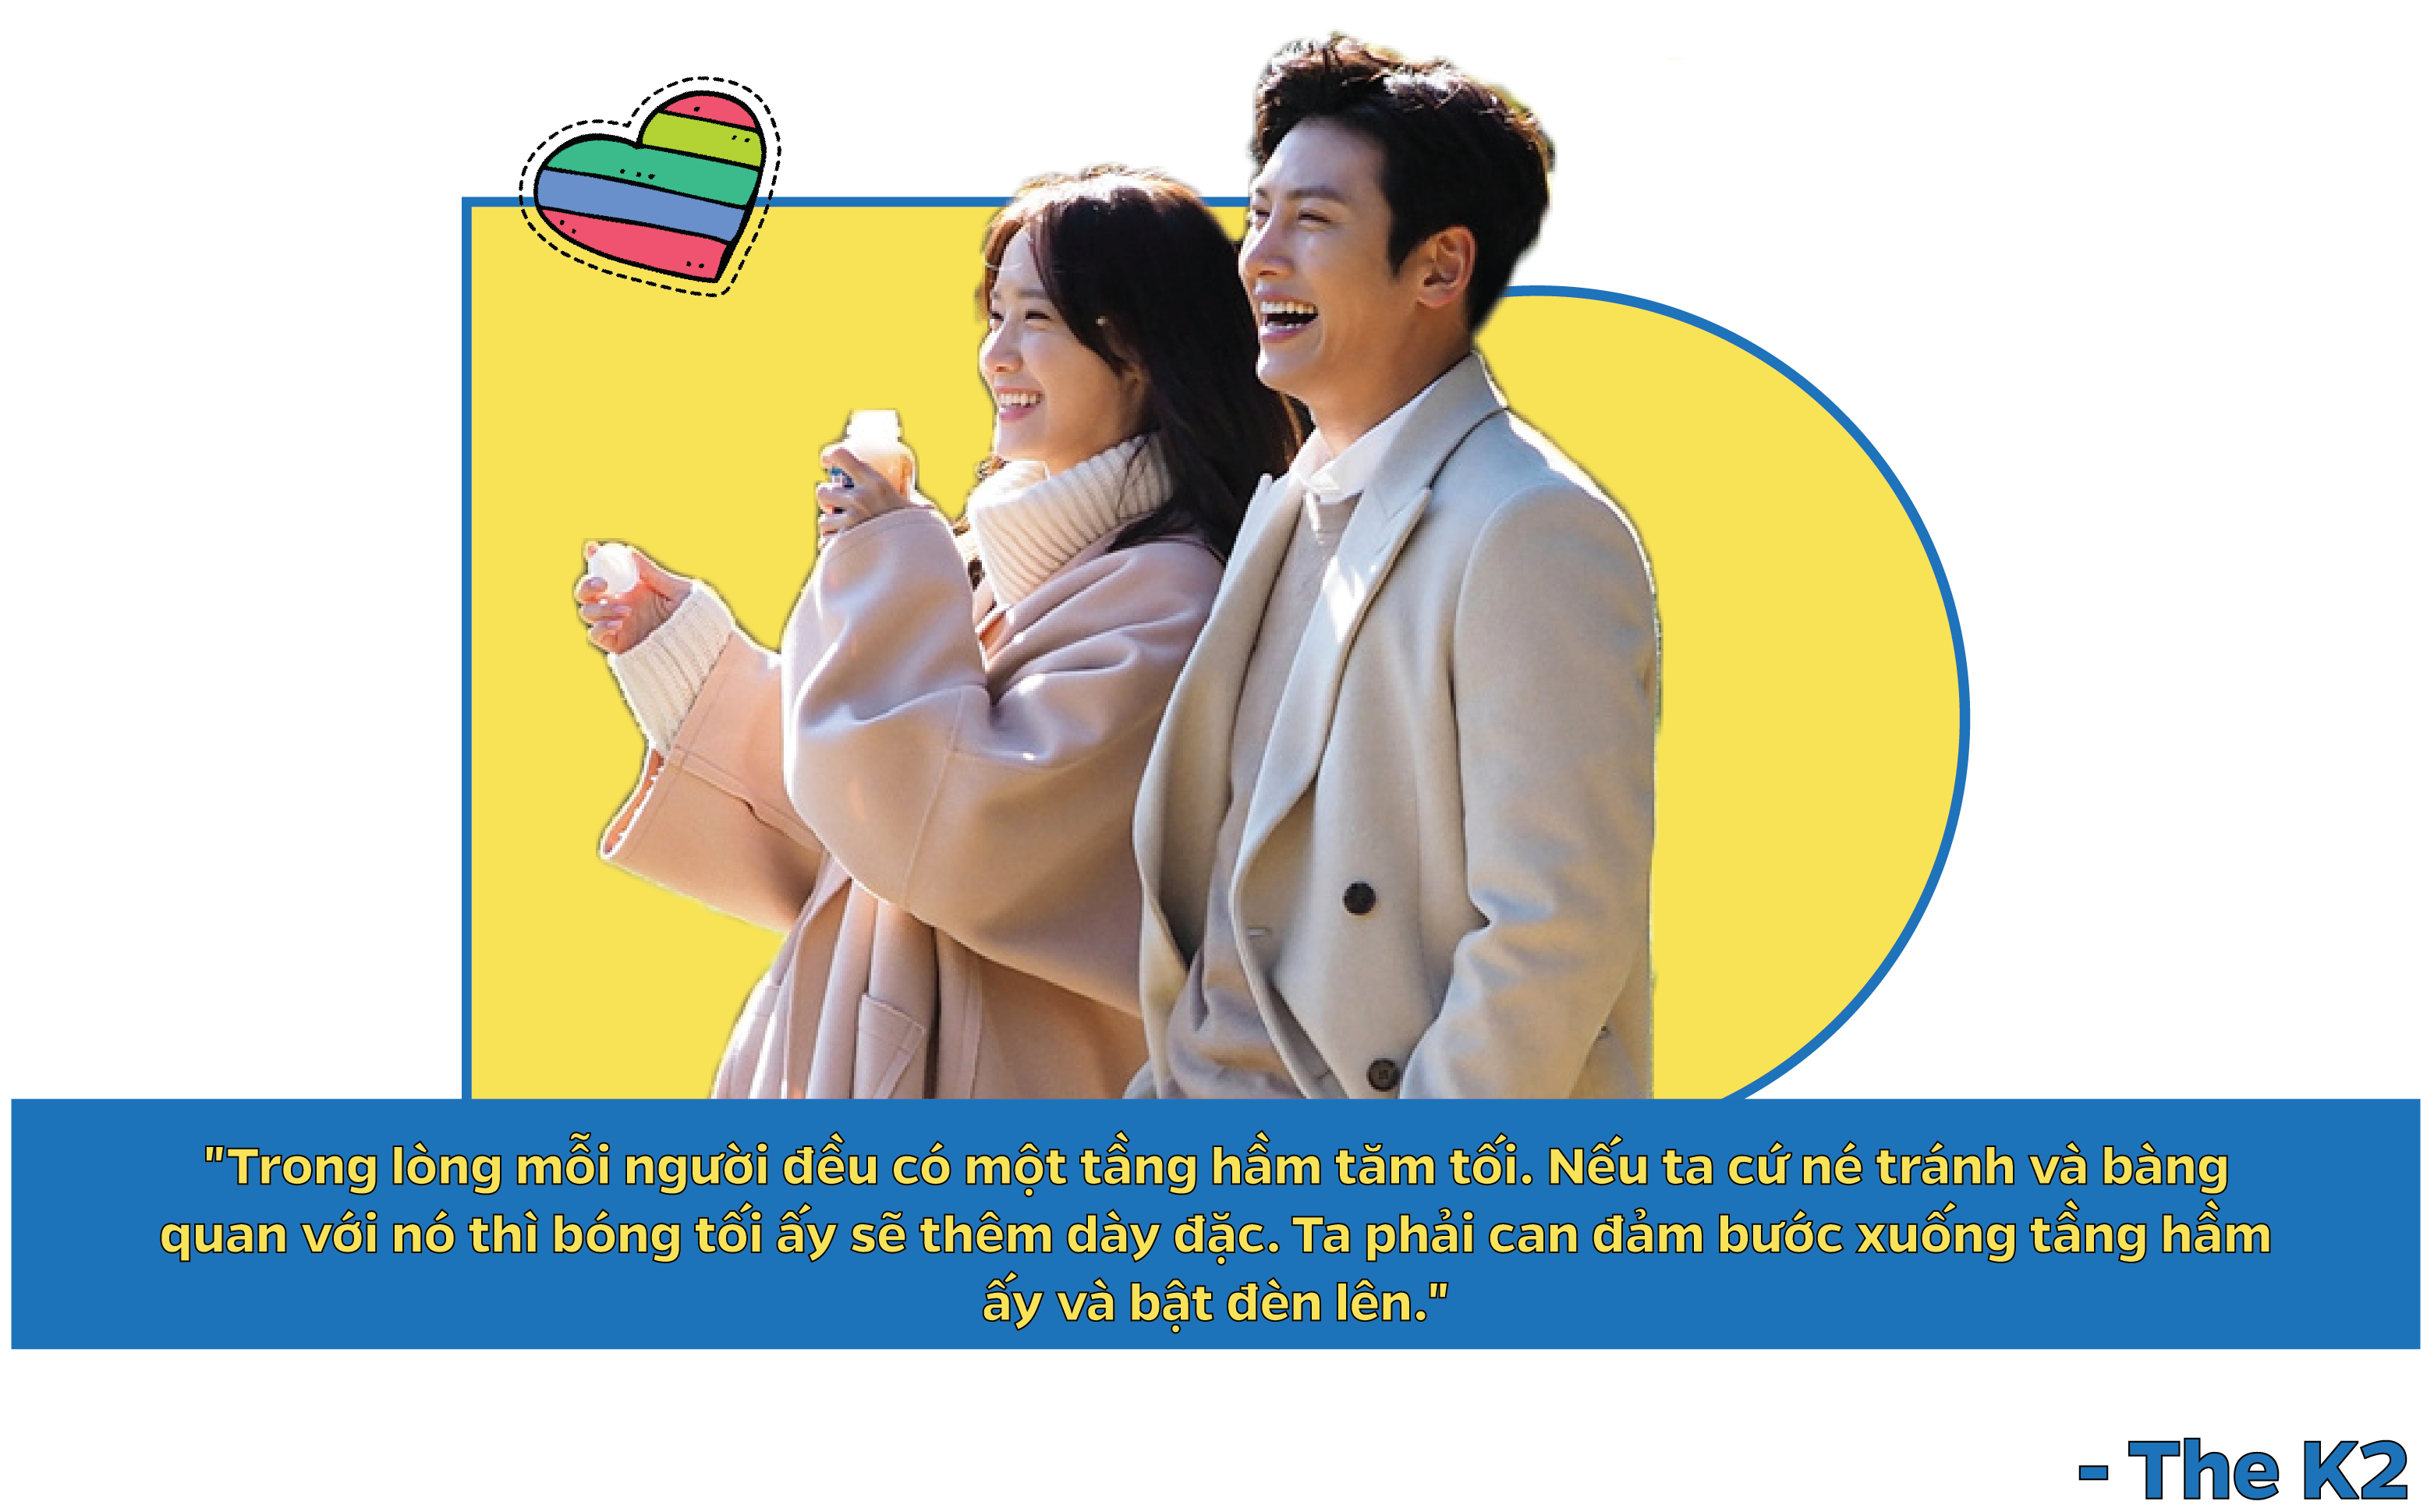 "Trong lòng mỗi người đều có một tầng hầm tăm tối. Nếu ta cứ né tránh và bàng
quan với nó thì bóng tối ấy sẽ thêm dày đặc. Ta phải can đảm bước xuống tầng hầm
ấy và bật đèn lên."
- The K2